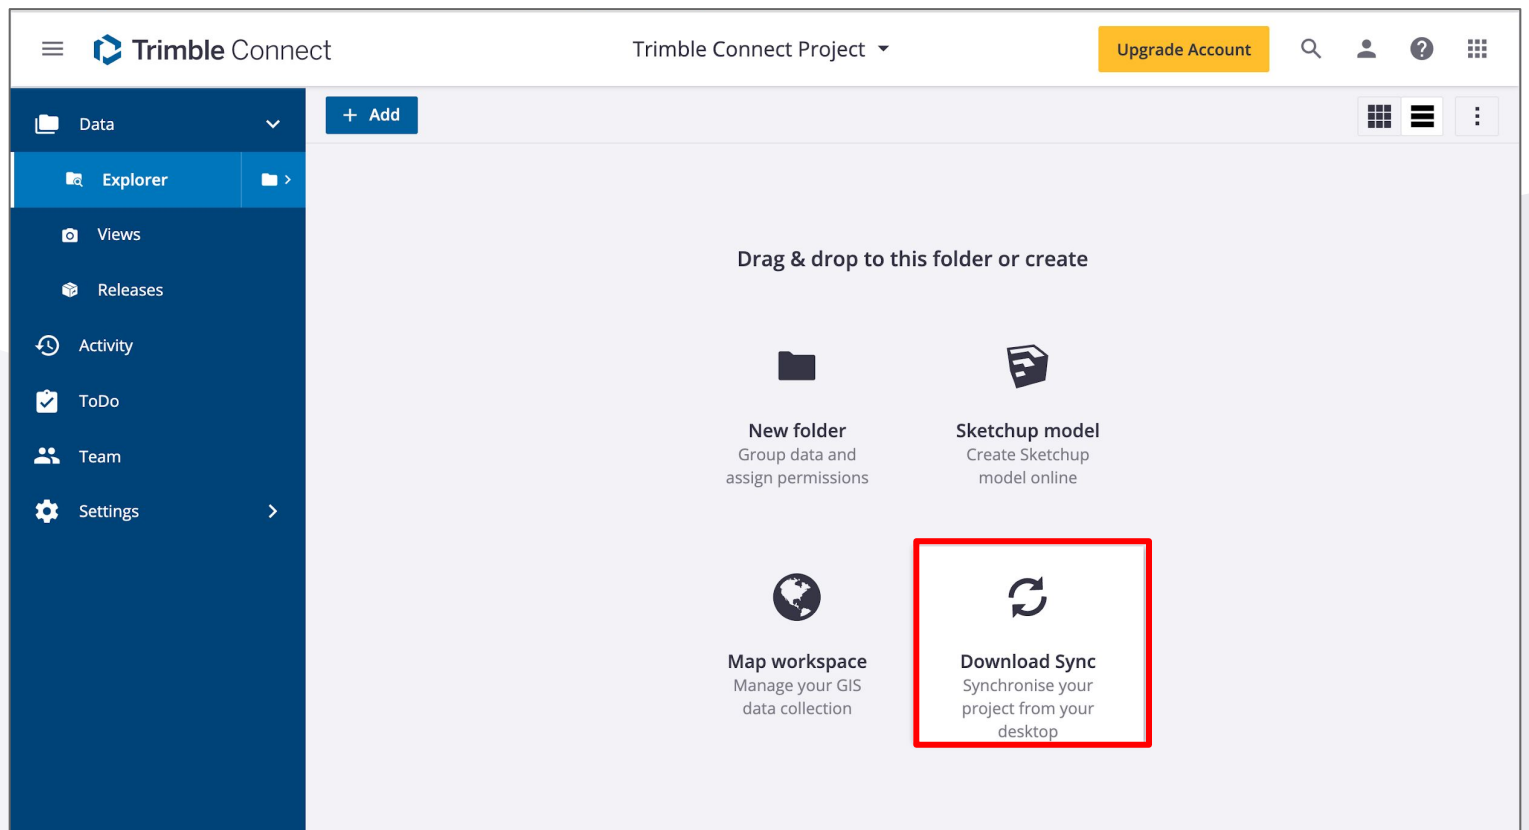 Trimble Connect
Trimble Connect Project
Upgrade Account
Data
+ Add
Explorer
Views
Releases
Activity
ToDo
Team
Settings
Drag & drop to this folder or create
New folder
Group data and
assign permissions
Sketchup model
Create Sketchup
model online
Map workspace
Manage your GIS
data collection
Download Sync
Synchronise your
project from your
desktop